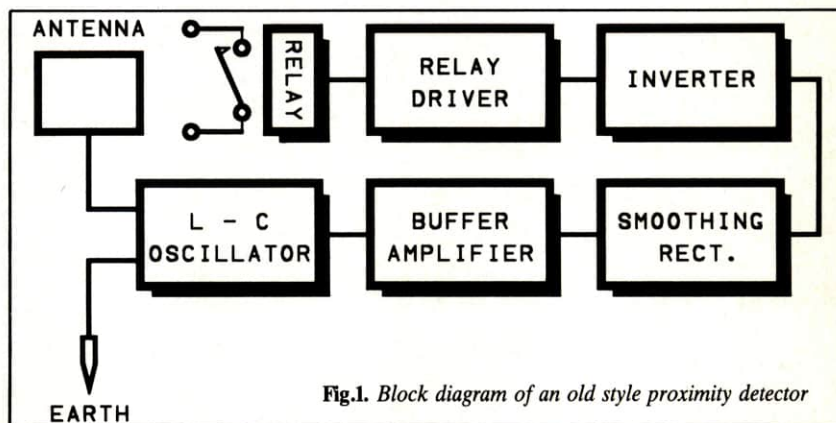 ANTENNA
RELAY
RELAY
DRIVER
INVERTER
L - C
OSCILLATOR
BUFFER
AMPLIFIER
SMOOTHING
RECT.
EARTH
Fig.1. Block diagram of an old style proximity detector